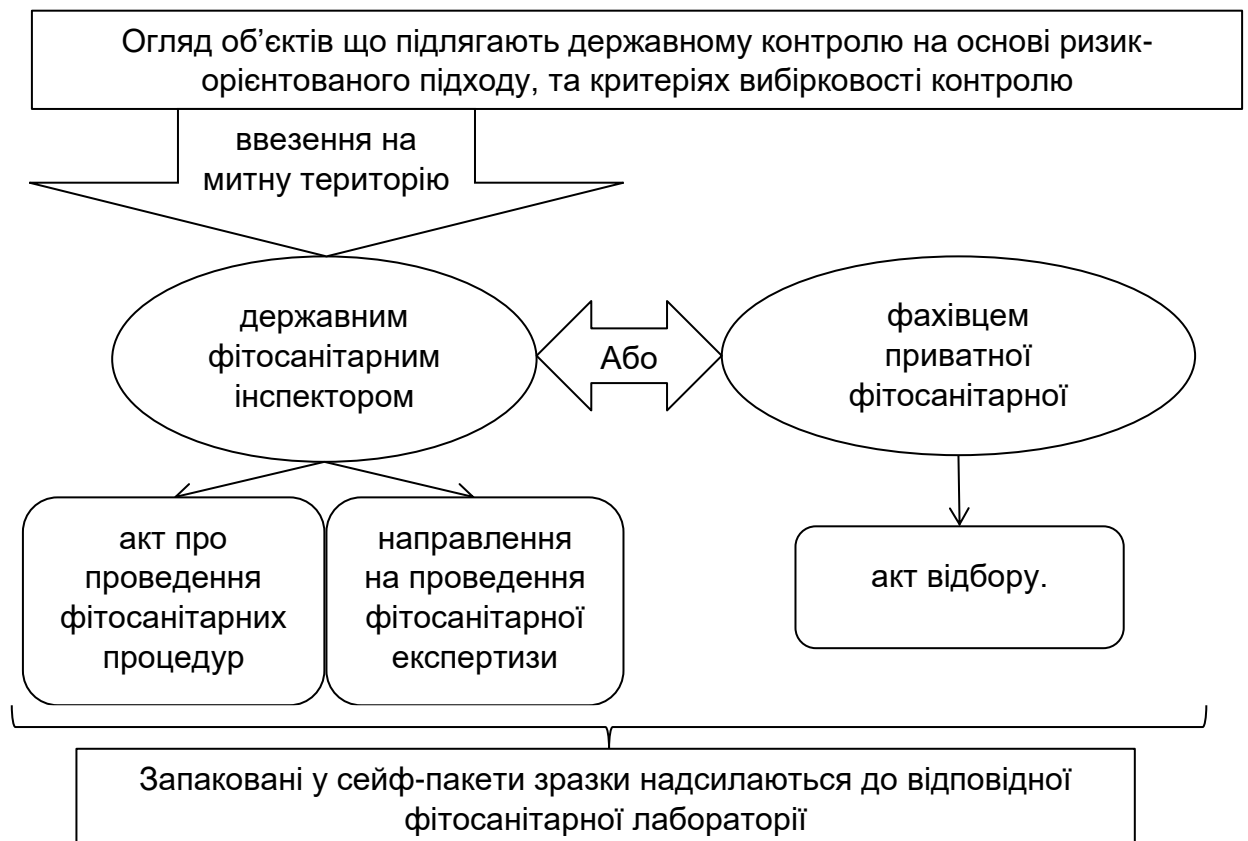 Огляд об’єктів що підлягають державному контролю на основі ризик-
орієнтованого підходу, та критеріях вибірковості контролю
ввезення на
митну територію
державним
фітосанітарним
інспектором
Або
фахівцем
приватної
фітосанітарної
акт про
проведення
фітосанітарних
процедур
направлення
на проведення
фітосанітарної
експертизи
акт відбору.
Запаковані у сейф-пакети зразки надсилаються до відповідної
фітосанітарної лабораторії